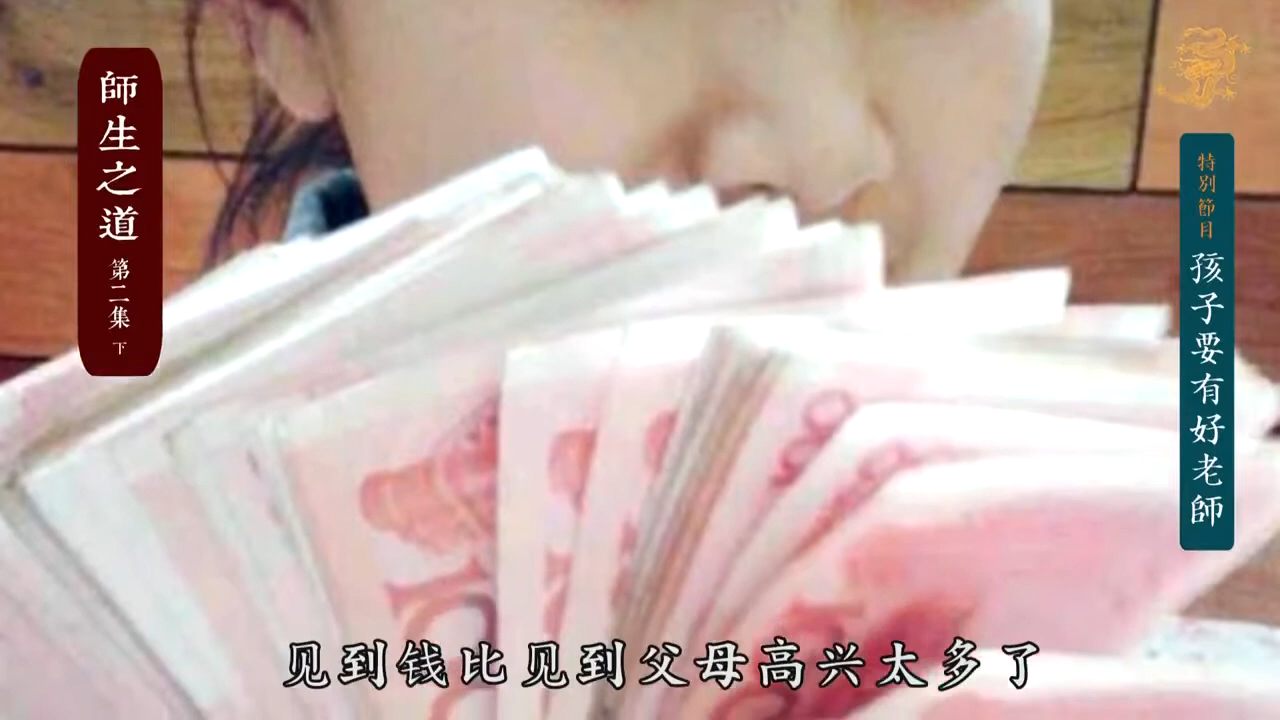 師生之道
第二集
下
特別節目
孩子要有好老師
见到钱比见到父母高兴太多了